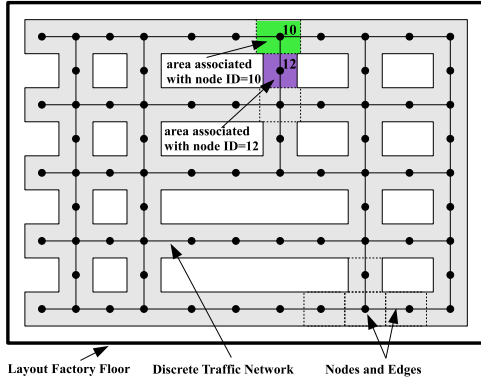 10
area associated
with node ID=10
12
area associated
with node ID=12
Layout Factory Floor
Discrete Traffic Network
Nodes and Edges